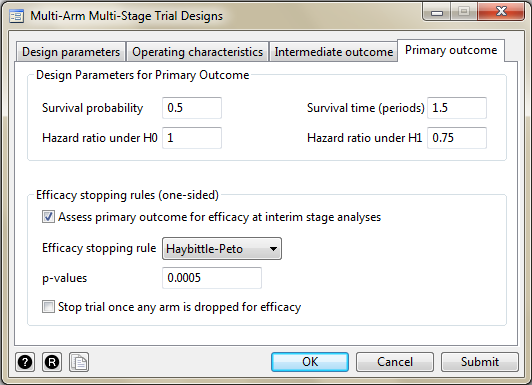 Multi-Arm Multi-Stage Trial Designs
Design parameters Operating characteristics Intermediate outcome Primary outcome
Design Parameters for Primary Outcome
Survival probability 0.5 Survival time (periods) 1.5
Hazard ratio under H0 1 Hazard ratio under H1 0.75
Efficacy stopping rules (one-sided)
Assess primary outcome for efficacy at interim stage analyses
Efficacy stopping rule Haybittle-Peto
p-values 0.0005
Stop trial once any arm is dropped for efficacy
? R OK Cancel Submit